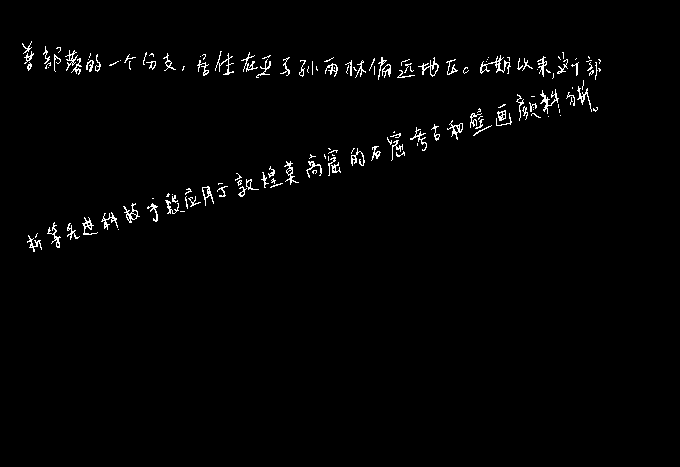 普部落的一个分支，居住在亚马孙雨林偏远地区。长期以来,这个部
析等先进科技手段应用于敦煌莫高窟的石窟考古和壁画颜料分析。